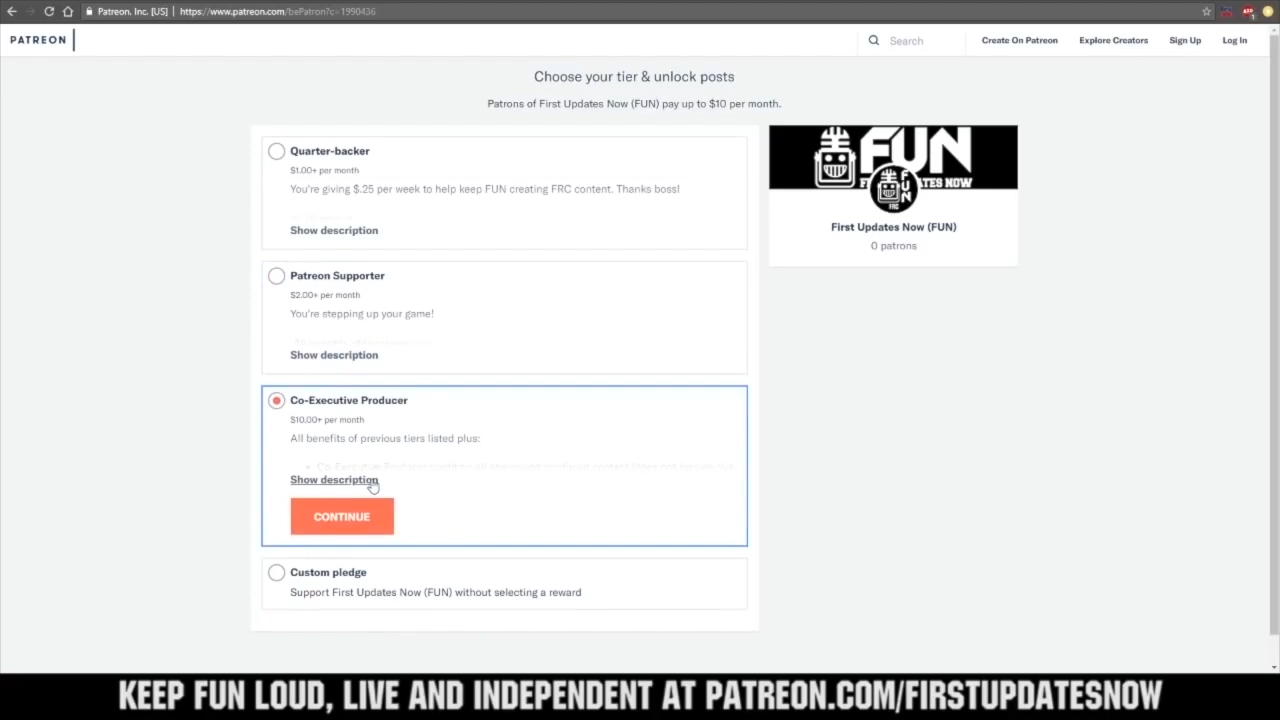 Patreon, Inc. [US] | https://www.patreon.com/bePatron?c=1990436
PATREON
Search
Create On Patreon
Explore Creators
Sign Up
Log In
Choose your tier & unlock posts
Patrons of First Updates Now (FUN) pay up to $10 per month.
Quarter-backer
$1.00+ per month
You're giving $.25 per week to help keep FUN creating FRC content. Thanks boss!
Show description
Patreon Supporter
$2.00+ per month
You're stepping up your game!
Show description
Co-Executive Producer
$10.00+ per month
All benefits of previous tiers listed plus:
Show description
CONTINUE
Custom pledge
Support First Updates Now (FUN) without selecting a reward
FUN
FUN
FRC
First Updates Now (FUN)
0 patrons
KEEP FUN LOUD, LIVE AND INDEPENDENT AT PATREON.COM/FIRSTUPDATESNOW